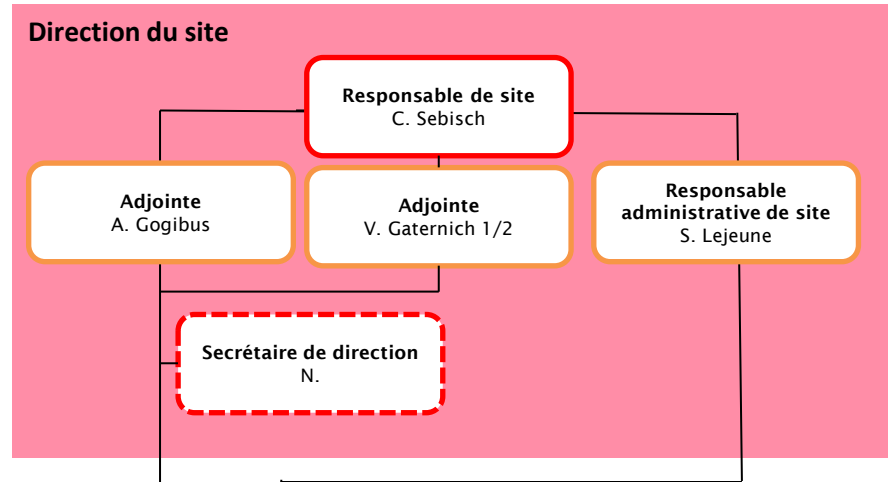 Direction du site
Responsable de site
C. Sebisch
Adjointe
A. Gogibus
Adjointe
V. Gaternich 1/2
Responsable
administrative de site
S. Lejeune
Secrétaire de direction
N.